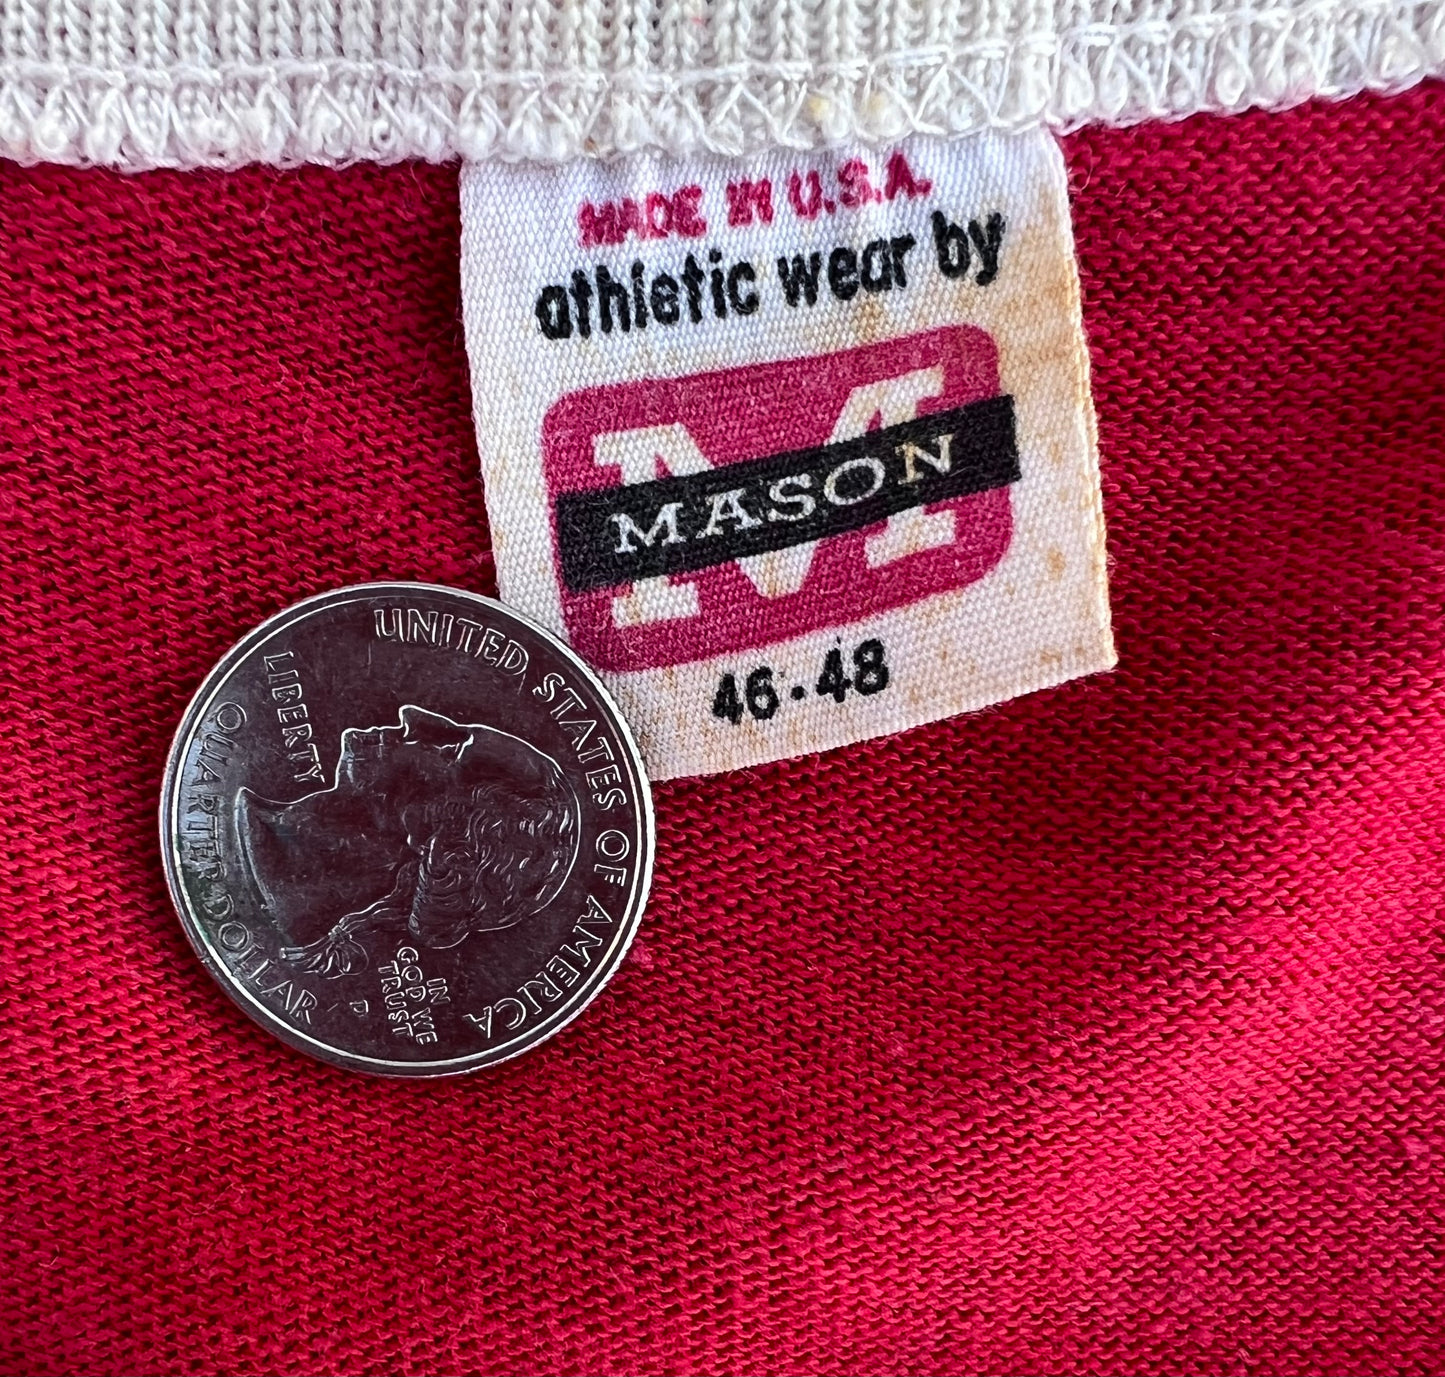 MADE IN U.S.A.
athletic wear by
M
MASON
46-48
UNITED STATES OF AMERICA
LIBERTY
QUARTER DOLLAR
IN
GOD WE
TRUST
P